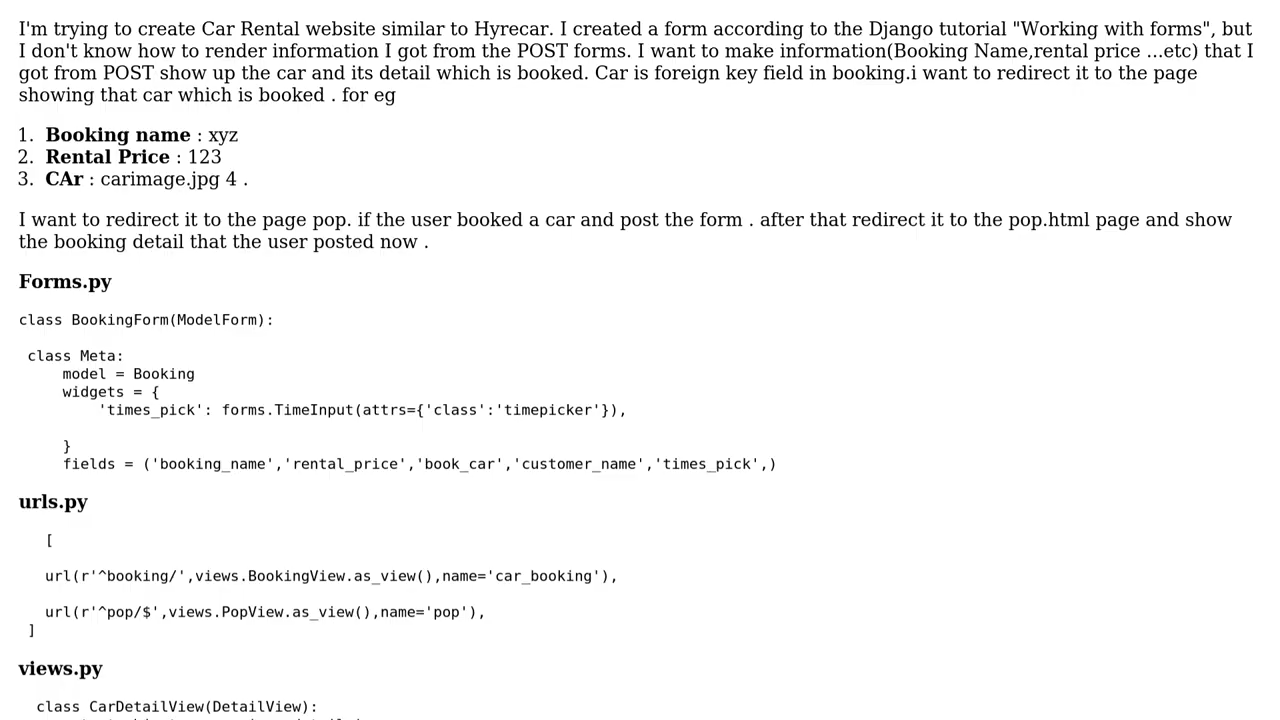 I'm trying to create Car Rental website similar to Hyrecar. I created a form according to the Django tutorial "Working with forms", but
I don't know how to render information I got from the POST forms. I want to make information(Booking Name,rental price ...etc) that I
got from POST show up the car and its detail which is booked. Car is foreign key field in booking.i want to redirect it to the page
showing that car which is booked . for eg
1. Booking name : xyz
2. Rental Price : 123
3. CAr : carimage.jpg 4 .
I want to redirect it to the page pop. if the user booked a car and post the form . after that redirect it to the pop.html page and show
the booking detail that the user posted now .
Forms.py
class BookingForm(ModelForm):
class Meta:
model = Booking
widgets = {
'times_pick': forms.TimeInput(attrs={'class':'timepicker'}),
}
fields = ('booking_name','rental_price','book_car','customer_name','times_pick',)
urls.py
[
url(r'^booking/',views.BookingView.as_view(),name='car_booking'),
url(r'^pop/$',views.PopView.as_view(),name='pop'),
]
views.py
class CarDetailView(DetailView):